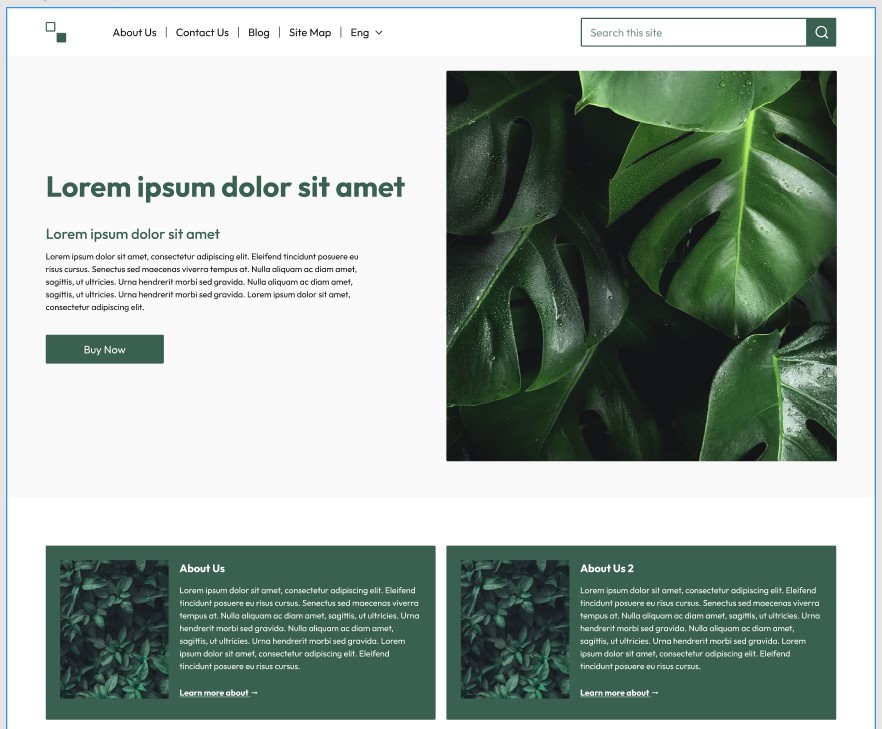 About Us | Contact Us | Blog | Site Map | Eng
Search this site
Lorem ipsum dolor sit amet
Lorem ipsum dolor sit amet
Lorem ipsum dolor sit amet, consectetur adipiscing elit. Eleifend tincidunt posuere eu
risus cursus. Senectus sed maecenas viverra tempus at. Nulla aliquam ac diam amet,
sagittis, ut ultricies. Urna hendrerit morbi sed gravida. Nulla aliquam ac diam amet,
sagittis, ut ultricies. Urna hendrerit morbi sed gravida. Lorem ipsum dolor sit amet,
consectetur adipiscing elit.
Buy Now
About Us
Lorem ipsum dolor sit amet, consectetur adipiscing elit. Eleifend
tincidunt posuere eu risus cursus. Senectus sed maecenas viverra
tempus at. Nulla aliquam ac diam amet, sagittis, ut ultricies. Urna
hendrerit morbi sed gravida. Nulla aliquam ac diam amet,
sagittis, ut ultricies. Urna hendrerit morbi sed gravida. Lorem
ipsum dolor sit amet, consectetur adipiscing elit. Eleifend
tincidunt posuere eu risus cursus.
Learn more about →
About Us 2
Lorem ipsum dolor sit amet, consectetur adipiscing elit. Eleifend
tincidunt posuere eu risus cursus. Senectus sed maecenas viverra
tempus at. Nulla aliquam ac diam amet, sagittis, ut ultricies. Urna
hendrerit morbi sed gravida. Nulla aliquam ac diam amet,
sagittis, ut ultricies. Urna hendrerit morbi sed gravida. Lorem
ipsum dolor sit amet, consectetur adipiscing elit. Eleifend
tincidunt posuere eu risus cursus.
Learn more about →